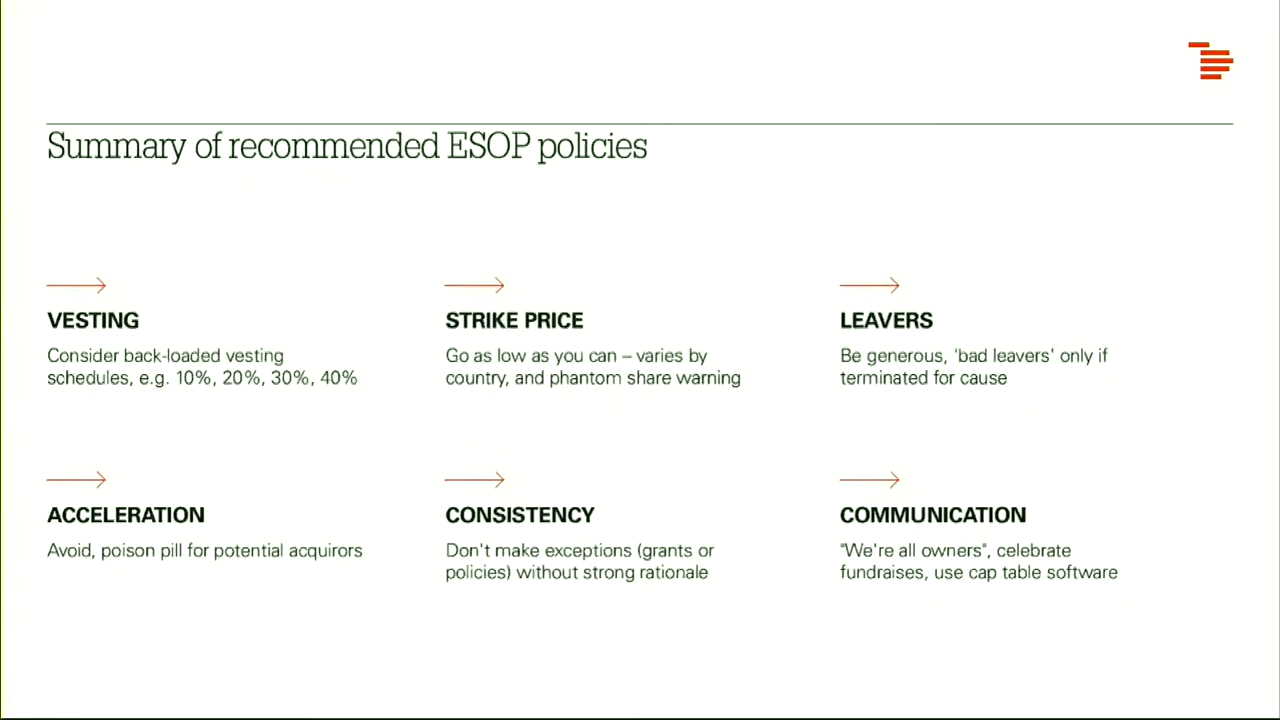 Summary of recommended ESOP policies
VESTING
Consider back-loaded vesting
schedules, e.g. 10%, 20%, 30%, 40%
STRIKE PRICE
Go as low as you can – varies by
country, and phantom share warning
LEAVERS
Be generous, 'bad leavers' only if
terminated for cause
ACCELERATION
Avoid, poison pill for potential acquirors
CONSISTENCY
Don't make exceptions (grants or
policies) without strong rationale
COMMUNICATION
"We're all owners", celebrate
fundraises, use cap table software